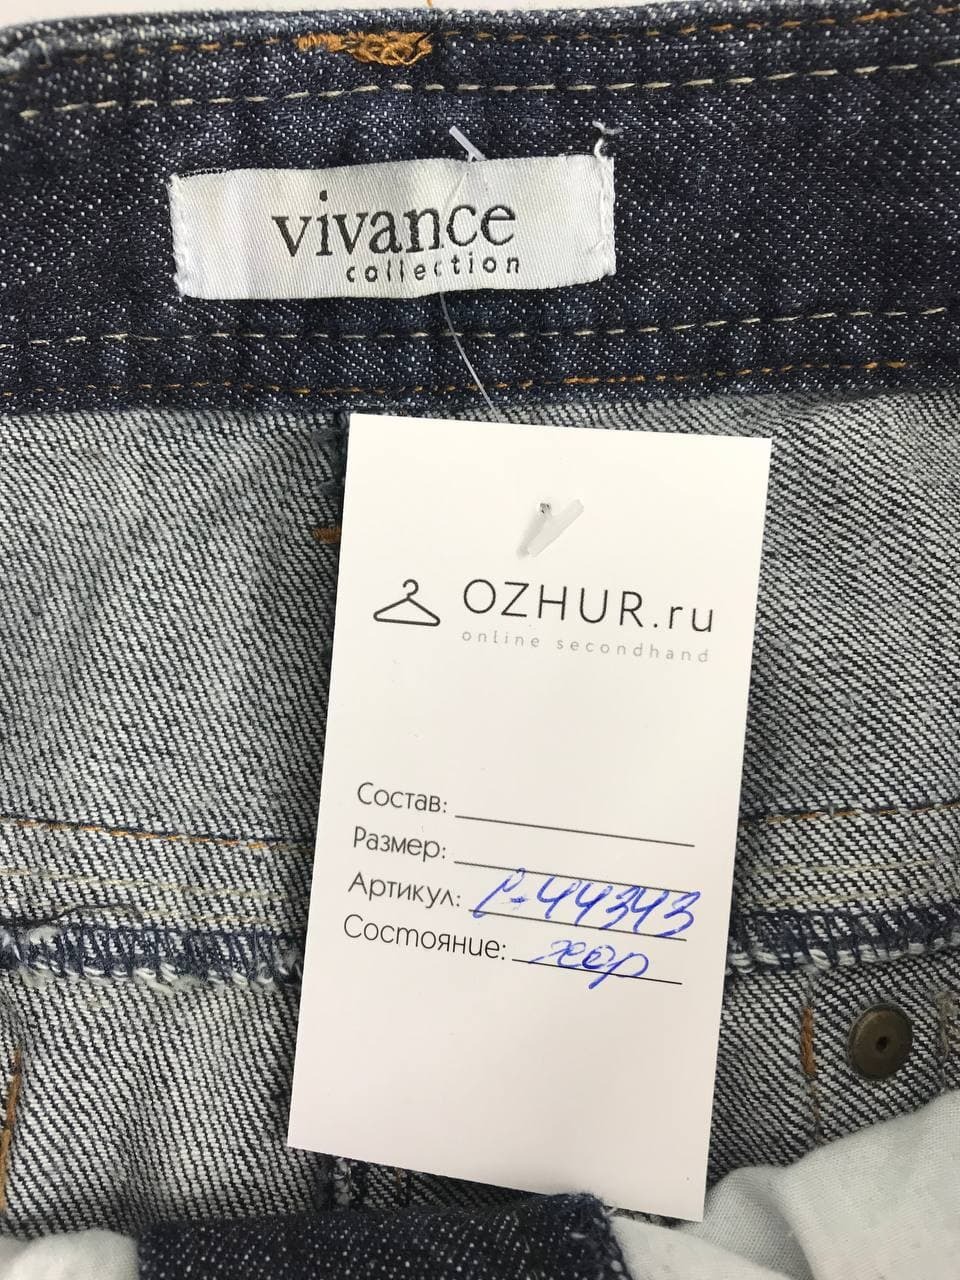 vivance
collection
OZHUR.ru
online secondhand
Состав:
Размер:
Артикул: Р-44343
Состояние: хор